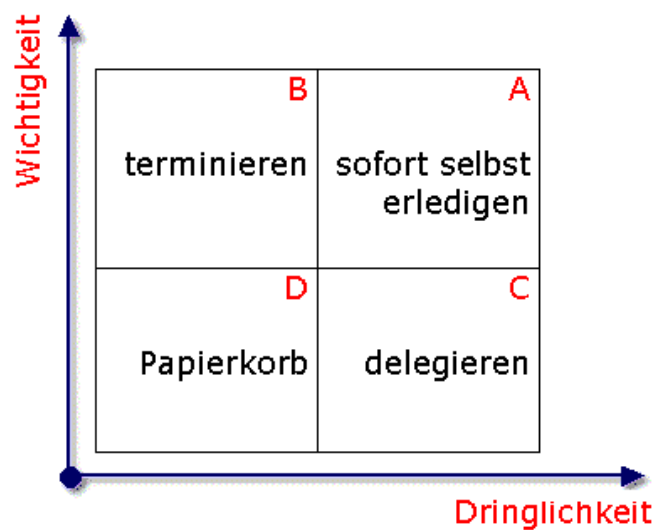 Wichtigkeit
B
A
terminieren
sofort selbst
erledigen
D
C
Papierkorb
delegieren
Dringlichkeit